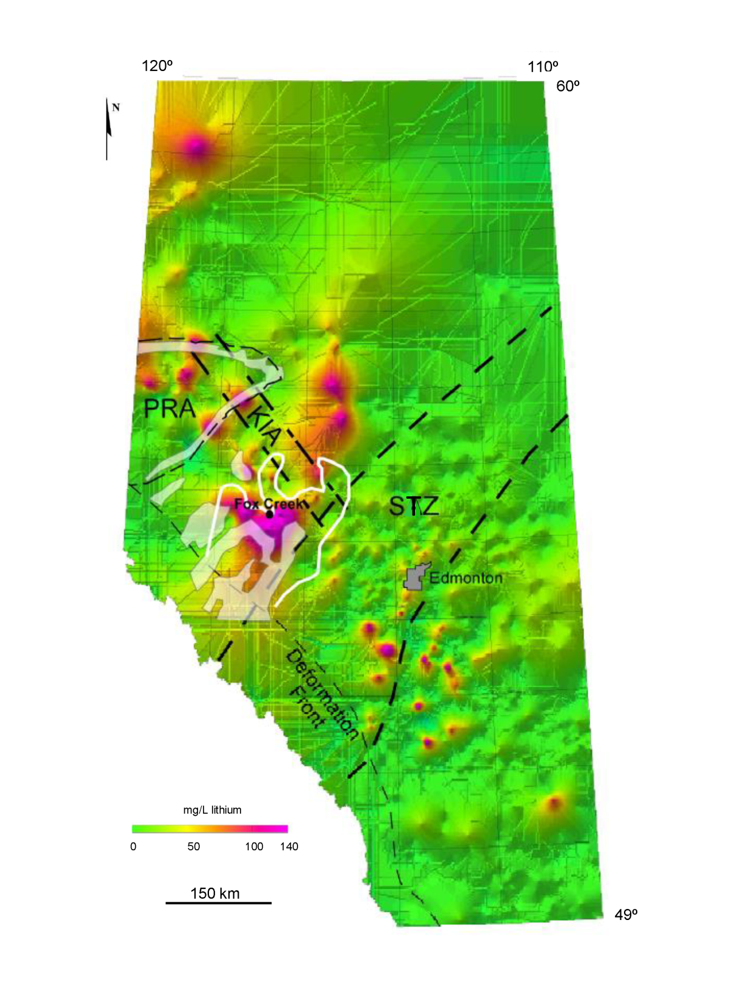 120º
110º
60º
N
PRA
KIA
Fox Creek
STZ
Edmonton
Deformation
Front
mg/L lithium
0 50 100 140
150 km
49º